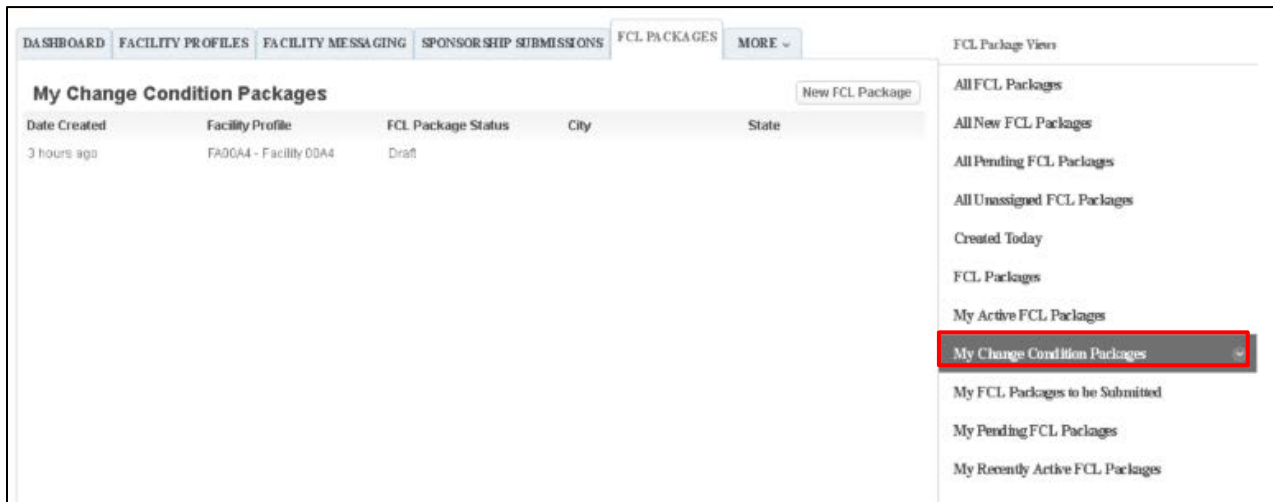 DASHBOARD FACILITY PROFILES FACILITY MESSAGING SPONSORSHIP SUBMISSIONS FCL PACKAGES MORE
My Change Condition Packages New FCL Package
Date Created Facility Profile FCL Package Status City State
3 hours ago FA00A4 - Facility 00A4 Draft
FCL Package Views
All FCL Packages
All New FCL Packages
All Pending FCL Packages
All Unassigned FCL Packages
Created Today
FCL Packages
My Active FCL Packages
My Change Condition Packages
My FCL Packages to be Submitted
My Pending FCL Packages
My Recently Active FCL Packages